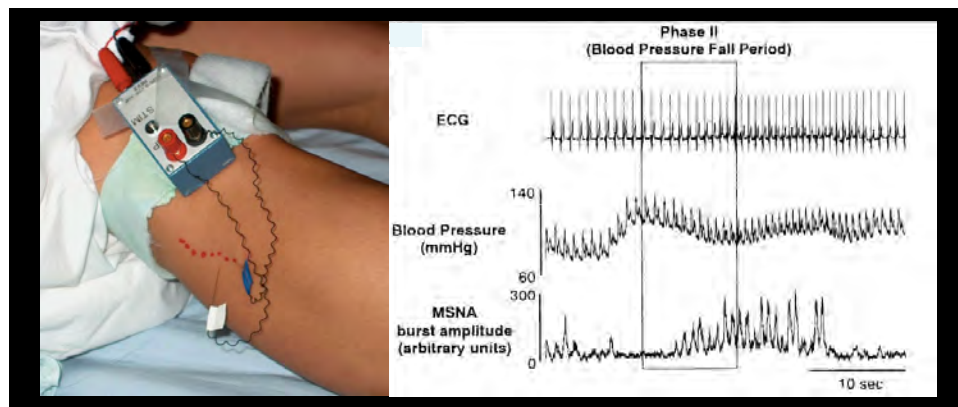 STIM
Phase II
(Blood Pressure Fall Period)
ECG
140
Blood Pressure
(mmHg)
60
300
MSNA
burst amplitude
(arbitrary units)
0
10 sec